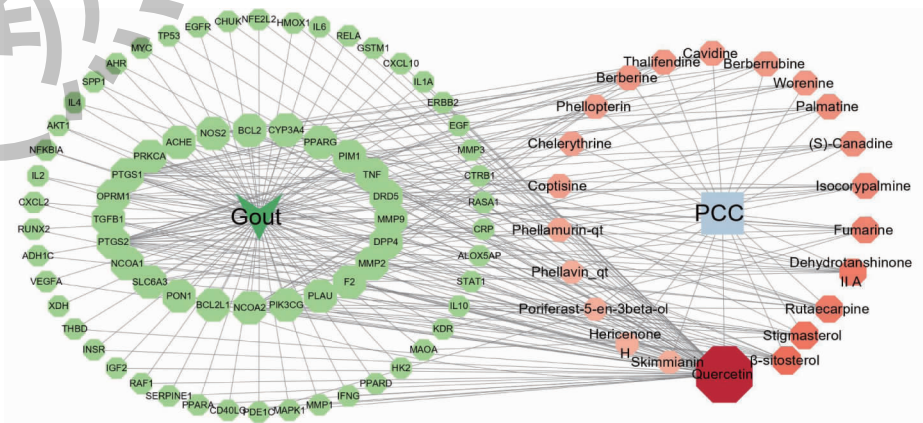 CHUK
NFE2L2
HMOX1
IL6
RELA
GSTM1
CXCL10
IL1A
ERBB2
EGF
MMP3
CTRB1
RASA1
CRP
ALOX5AP
STAT1
IL10
KDR
MAOA
HK2
PPARD
IFNG
MMP1
MAPK1
PDE1C
CD40LG
PPARA
SERPINE1
RAF1
IGF2
INSR
THBD
XDH
VEGFA
ADH1C
RUNX2
CXCL2
IL2
NFKBIA
AKT1
IL4
SPP1
AHR
MYC
TP53
EGFR
BCL2
CYP3A4
PPARG
PIM1
TNF
DRD5
MMP9
DPP4
MMP2
F2
PLAU
PIK3CG
NCOA2
BCL2L1
PON1
SLC6A3
NCOA1
PTGS2
TGFB1
OPRM1
PTGS1
PRKCA
ACHE
NOS2
Gout
Cavidine
Berberrubine
Worenine
Palmatine
(S)-Canadine
Isocorypalmine
Fumarine
Dehydrotanshinone
II A
Rutaecarpine
Stigmasterol
β-sitosterol
Quercetin
Skimmianin
Hericenone
H
Poriferast-5-en-3beta-ol
Phellavin_qt
Phellamurin-qt
Coptisine
Chelerythrine
Phellopterin
Berberine
Thalifendine
PCC